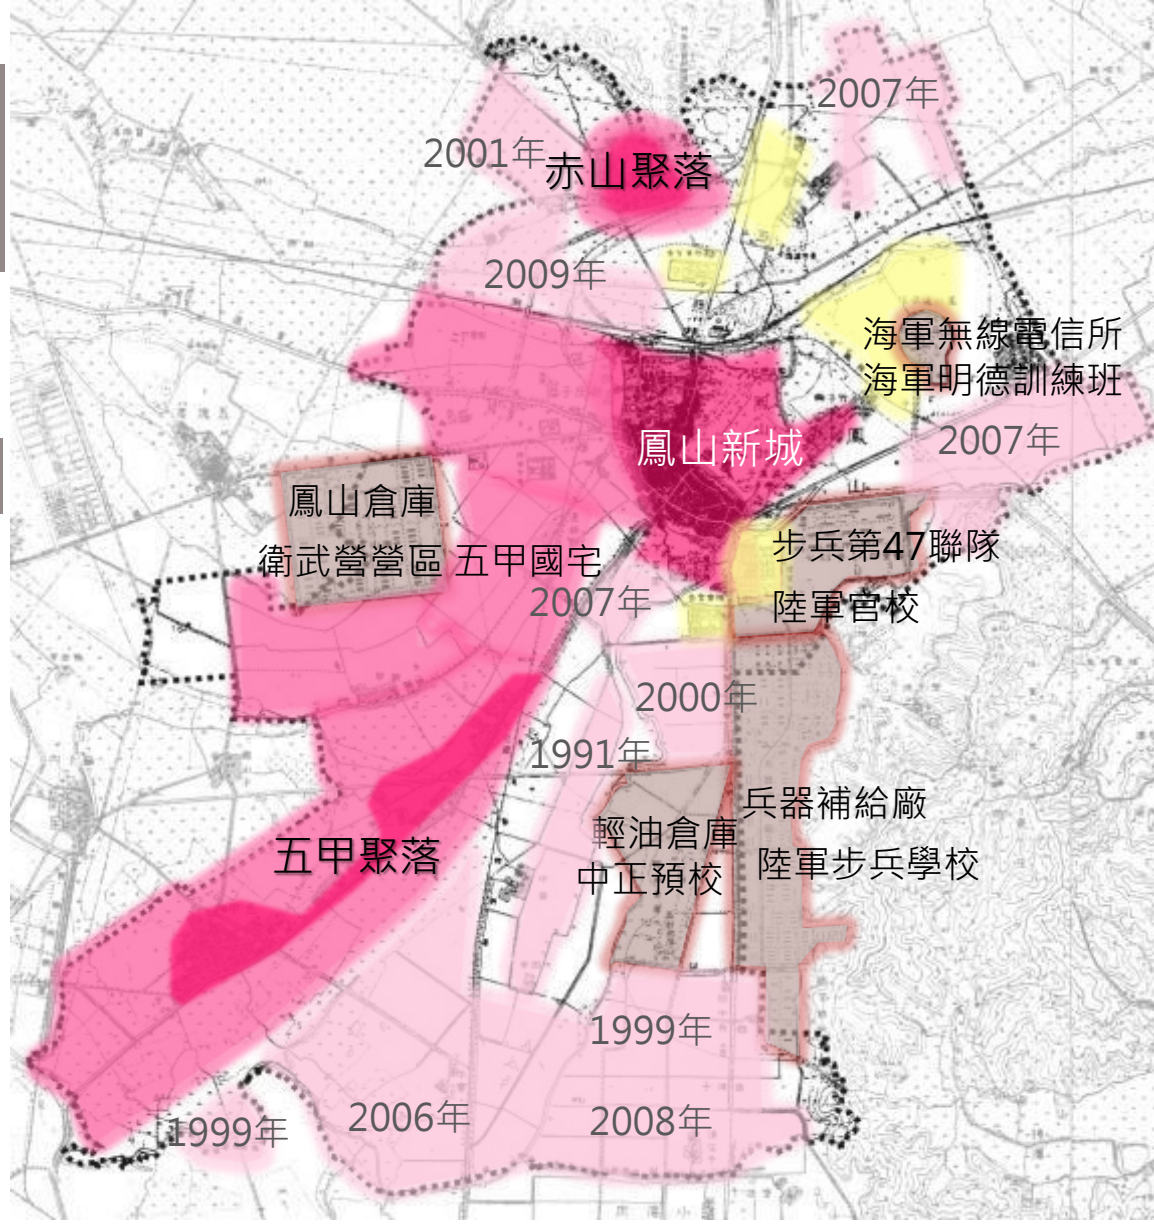 2007年
2001年
赤山聚落
2009年
海軍無線電信所
海軍明德訓練班
2007年
鳳山新城
鳳山倉庫
衛武營營區
五甲國宅
步兵第47聯隊
2007年
陸軍官校
2000年
1991年
兵器補給廠
輕油倉庫
五甲聚落
陸軍步兵學校
中正預校
1999年
2006年
2008年
1999年